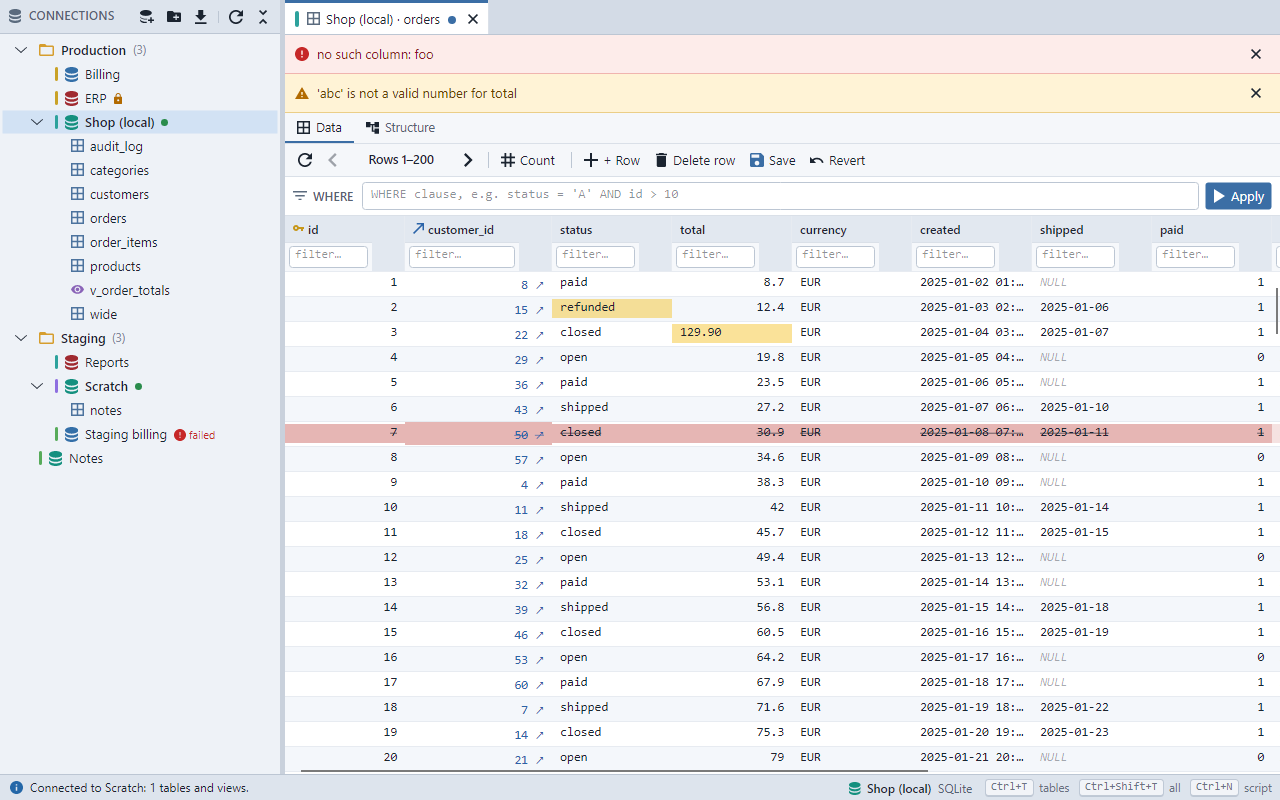 CONNECTIONS
Production (3)
Billing
ERP
Shop (local)
audit_log
categories
customers
orders
order_items
products
v_order_totals
wide
Staging (3)
Reports
Scratch
notes
Staging billing failed
Notes
Shop (local) · orders
no such column: foo
'abc' is not a valid number for total
Data Structure
Rows 1–200 Count + Row Delete row Save Revert
WHERE WHERE clause, e.g. status = 'A' AND id > 10 Apply
id customer_id status total currency created shipped paid
filter… filter… filter… filter… filter… filter… filter… filter…
1 8 ↗ paid 8.7 EUR 2025-01-02 01:… NULL 1
2 15 ↗ refunded 12.4 EUR 2025-01-03 02:… 2025-01-06 1
3 22 ↗ closed 129.90 EUR 2025-01-04 03:… 2025-01-07 1
4 29 ↗ open 19.8 EUR 2025-01-05 04:… NULL 0
5 36 ↗ paid 23.5 EUR 2025-01-06 05:… NULL 1
6 43 ↗ shipped 27.2 EUR 2025-01-07 06:… 2025-01-10 1
7 50 ↗ closed 30.9 EUR 2025-01-08 07:… 2025-01-11 1
8 57 ↗ open 34.6 EUR 2025-01-09 08:… NULL 0
9 4 ↗ paid 38.3 EUR 2025-01-10 09:… NULL 1
10 11 ↗ shipped 42 EUR 2025-01-11 10:… 2025-01-14 1
11 18 ↗ closed 45.7 EUR 2025-01-12 11:… 2025-01-15 1
12 25 ↗ open 49.4 EUR 2025-01-13 12:… NULL 0
13 32 ↗ paid 53.1 EUR 2025-01-14 13:… NULL 1
14 39 ↗ shipped 56.8 EUR 2025-01-15 14:… 2025-01-18 1
15 46 ↗ closed 60.5 EUR 2025-01-16 15:… 2025-01-19 1
16 53 ↗ open 64.2 EUR 2025-01-17 16:… NULL 0
17 60 ↗ paid 67.9 EUR 2025-01-18 17:… NULL 1
18 7 ↗ shipped 71.6 EUR 2025-01-19 18:… 2025-01-22 1
19 14 ↗ closed 75.3 EUR 2025-01-20 19:… 2025-01-23 1
20 21 ↗ open 79 EUR 2025-01-21 20:… NULL 0
Connected to Scratch: 1 tables and views. Shop (local) SQLite Ctrl+T tables Ctrl+Shift+T all Ctrl+N script